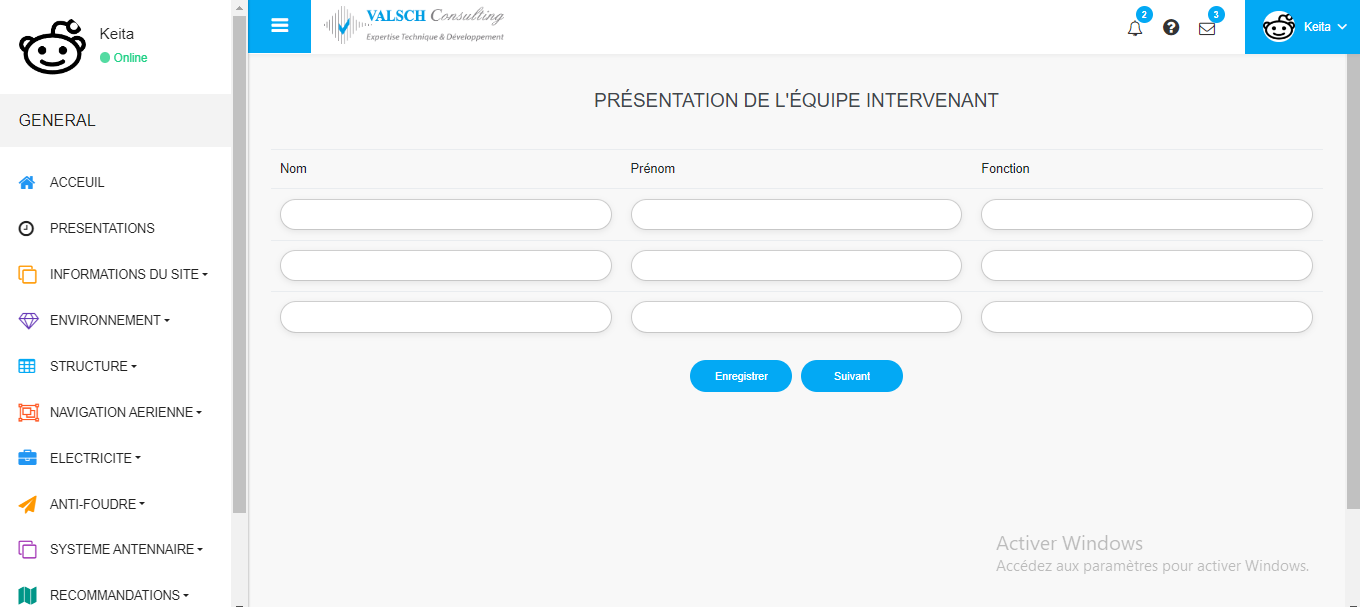 Keita
Online
GENERAL
ACCEUIL
PRESENTATIONS
INFORMATIONS DU SITE
ENVIRONNEMENT
STRUCTURE
NAVIGATION AERIENNE
ELECTRICITE
ANTI-FOUDRE
SYSTEME ANTENNAIRE
RECOMMANDATIONS
VALSCH Consulting
Expertise Technique & Développement
2
3
Keita
PRÉSENTATION DE L'ÉQUIPE INTERVENANT
Nom Prénom Fonction
Enregistrer Suivant
Activer Windows
Accédez aux paramètres pour activer Windows.